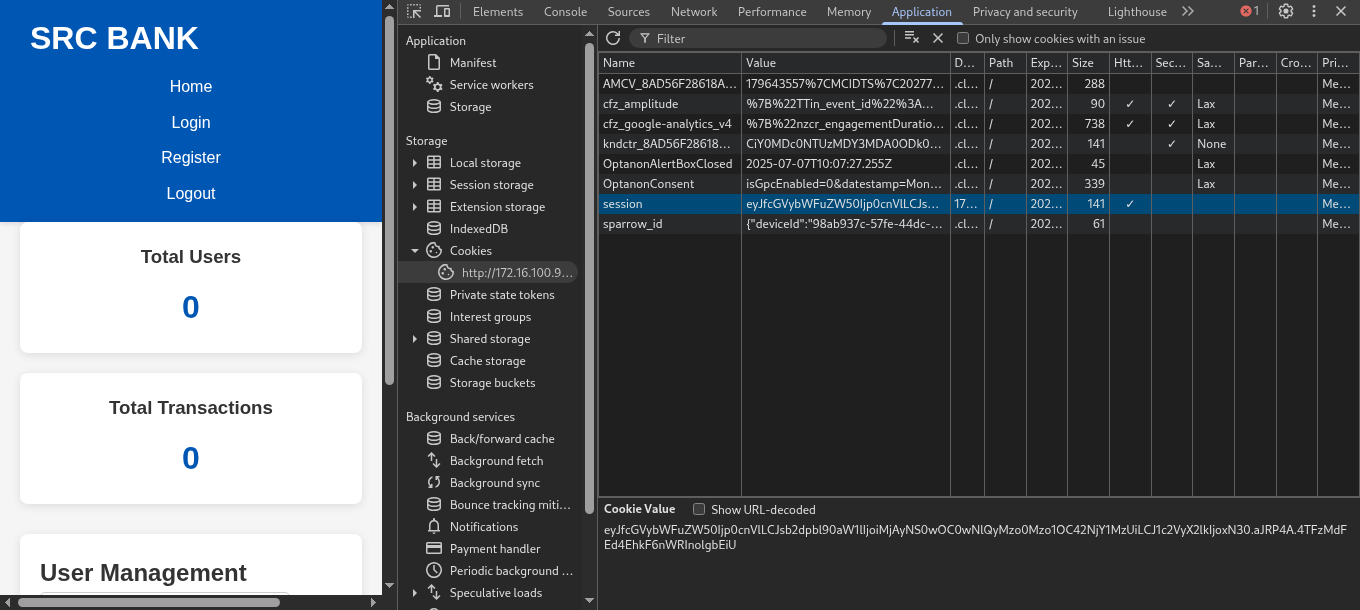 SRC BANK
Home
Login
Register
Logout
Total Users
0
Total Transactions
0
User Management
Elements Console Sources Network Performance Memory Application Privacy and security Lighthouse 1
Application
Manifest
Service workers
Storage
Storage
Local storage
Session storage
Extension storage
IndexedDB
Cookies
http://172.16.100.9...
Private state tokens
Interest groups
Shared storage
Cache storage
Storage buckets
Background services
Back/forward cache
Background fetch
Background sync
Bounce tracking miti...
Notifications
Payment handler
Periodic background ...
Speculative loads
Filter Only show cookies with an issue
Name Value D... Path Exp... Size Htt... Sec... Sa... Par... Cro... Pri...
AMCV_8AD56F28618A... 179643557%7CMCIDTS%7C20277... .cl... / 202... 288 Me...
cfz_amplitude %7B%22TTin_event_id%22%3A... .cl... / 202... 90 ✓ ✓ Lax Me...
cfz_google-analytics_v4 %7B%22nzcr_engagementDuratio... .cl... / 202... 738 ✓ ✓ Lax Me...
kndctr_8AD56F28618... CiY0MDc0NTUzMDY3MDA0ODk0... .cl... / 202... 141 ✓ None Me...
OptanonAlertBoxClosed 2025-07-07T10:07:27.255Z .cl... / 202... 45 Lax Me...
OptanonConsent isGpcEnabled=0&datestamp=Mon... .cl... / 202... 339 Lax Me...
session eyJfcGVybWFuZW50Ijp0cnVlLCJs... 17... / 202... 141 ✓ Me...
sparrow_id {"deviceId":"98ab937c-57fe-44dc-... .cl... / 202... 61 Me...
Cookie Value Show URL-decoded
eyJfcGVybWFuZW50Ijp0cnVlLCJsb2dpbl90aW1lIjoiMjAyNS0wOC0wNlQyMzo0Mzo1OC42NjY1MzUiLCJ1c2VyX2lkIjoxN30.aJRP4A.4TFzMdF
Ed4EhkF6nWRInolgbEiU